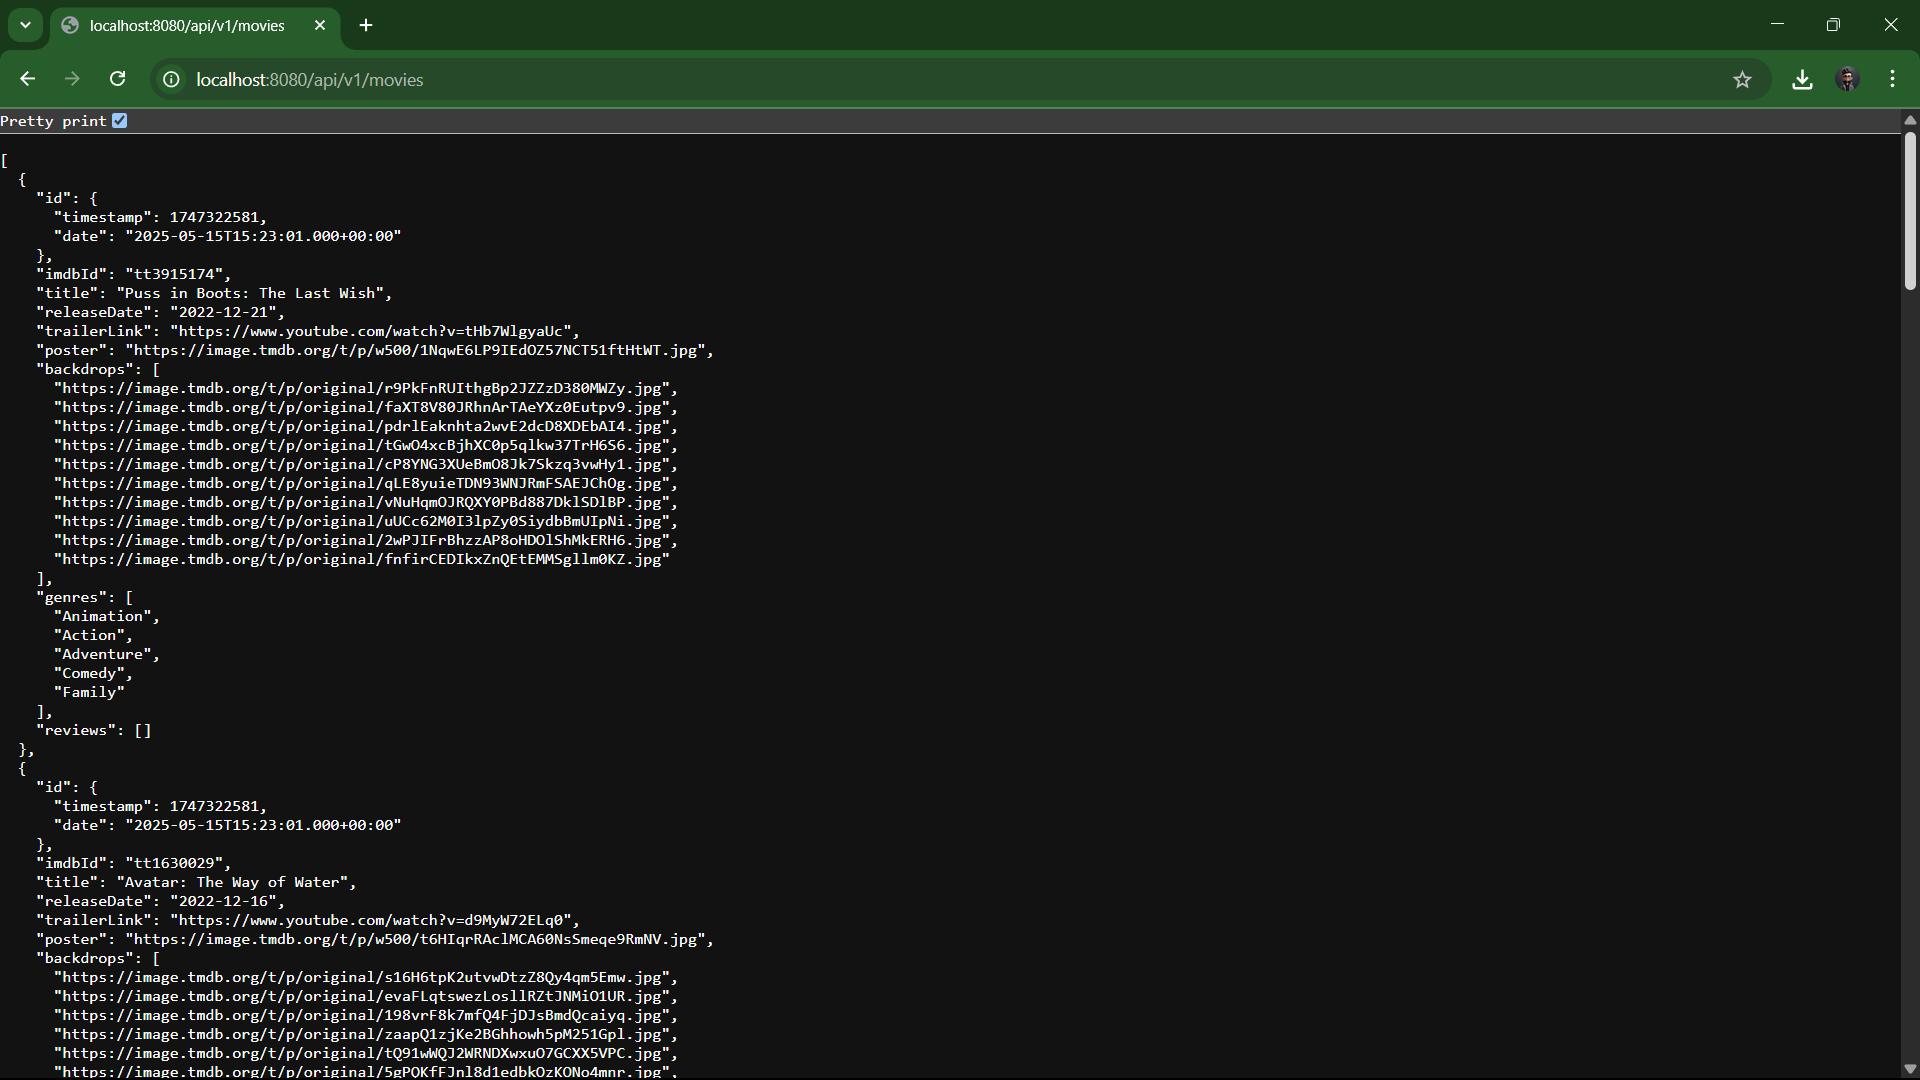 localhost:8080/api/v1/movies
localhost:8080/api/v1/movies
Pretty print
[
  {
    "id": {
      "timestamp": 1747322581,
      "date": "2025-05-15T15:23:01.000+00:00"
    },
    "imdbId": "tt3915174",
    "title": "Puss in Boots: The Last Wish",
    "releaseDate": "2022-12-21",
    "trailerLink": "https://www.youtube.com/watch?v=tHb7WlgyaUc",
    "poster": "https://image.tmdb.org/t/p/w500/1NqwE6LP9IEdOZ57NCT51ftHtWT.jpg",
    "backdrops": [
      "https://image.tmdb.org/t/p/original/r9PkFnRUIthgBp2JZZzD380MWZy.jpg",
      "https://image.tmdb.org/t/p/original/faXT8V80JRhnArTAeYXz0Eutpv9.jpg",
      "https://image.tmdb.org/t/p/original/pdrlEaknhta2wvE2dcD8XDEbAI4.jpg",
      "https://image.tmdb.org/t/p/original/tGwO4xcBjhXC0p5qlkw37TrH6S6.jpg",
      "https://image.tmdb.org/t/p/original/cP8YNG3XUeBmO8Jk7Skzq3vwHy1.jpg",
      "https://image.tmdb.org/t/p/original/qLE8yuieTDN93WNJRmFSAEJChOg.jpg",
      "https://image.tmdb.org/t/p/original/vNuHqmOJRQXY0PBd887DklSDlBP.jpg",
      "https://image.tmdb.org/t/p/original/uUCc62M0I3lpZy0SiydbBmUIpNi.jpg",
      "https://image.tmdb.org/t/p/original/2wPJIFrBhzzAP8oHDOlShMkERH6.jpg",
      "https://image.tmdb.org/t/p/original/fnfirCEDIkxZnQEtEMMSgllm0KZ.jpg"
    ],
    "genres": [
      "Animation",
      "Action",
      "Adventure",
      "Comedy",
      "Family"
    ],
    "reviews": []
  },
  {
    "id": {
      "timestamp": 1747322581,
      "date": "2025-05-15T15:23:01.000+00:00"
    },
    "imdbId": "tt1630029",
    "title": "Avatar: The Way of Water",
    "releaseDate": "2022-12-16",
    "trailerLink": "https://www.youtube.com/watch?v=d9MyW72ELq0",
    "poster": "https://image.tmdb.org/t/p/w500/t6HIqrRAclMCA60NsSmeqe9RmNV.jpg",
    "backdrops": [
      "https://image.tmdb.org/t/p/original/s16H6tpK2utvwDtzZ8Qy4qm5Emw.jpg",
      "https://image.tmdb.org/t/p/original/evaFLqtswezLosllRZtJNMiO1UR.jpg",
      "https://image.tmdb.org/t/p/original/198vrF8k7mfQ4FjDJsBmdQcaiyq.jpg",
      "https://image.tmdb.org/t/p/original/zaapQ1zjKe2BGhhowh5pM251Gpl.jpg",
      "https://image.tmdb.org/t/p/original/tQ91wWQJ2WRNDXwxuO7GCXX5VPC.jpg",
      "https://image.tmdb.org/t/p/original/5gPQKfFJnl8d1edbkOzKONo4mnr.jpg",